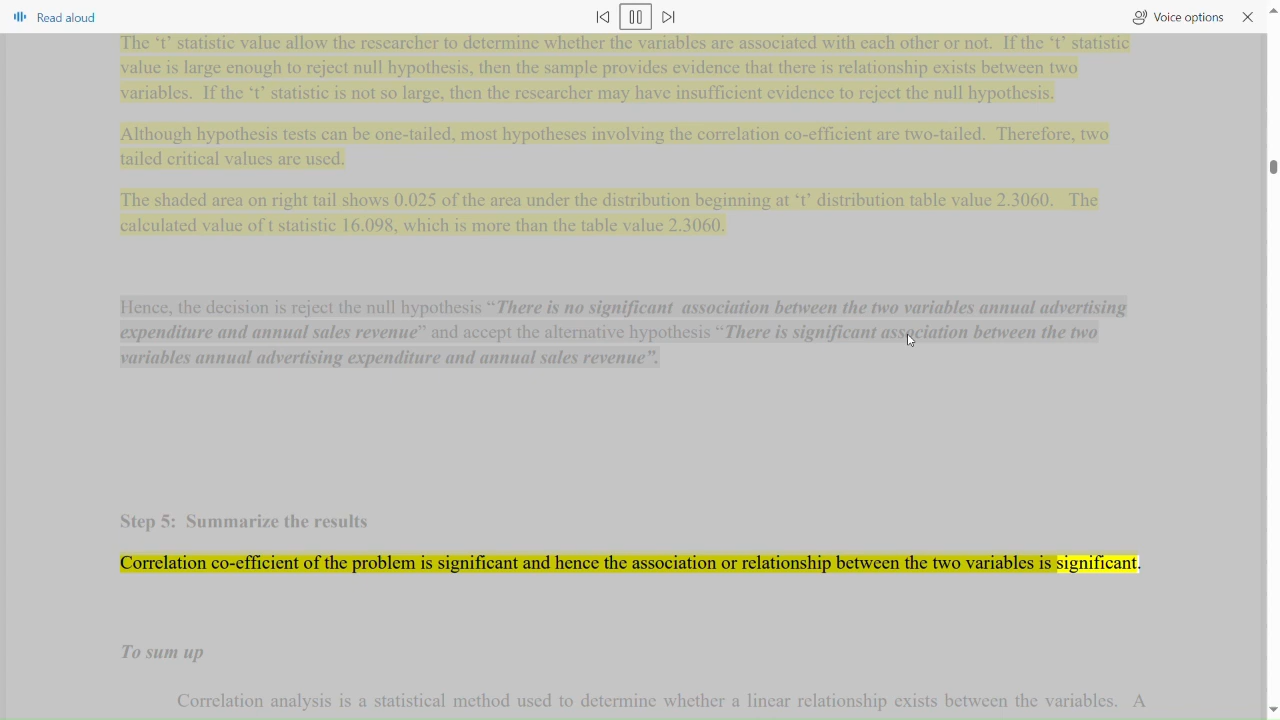 Read aloud
Voice options
The ‘t’ statistic value allow the researcher to determine whether the variables are associated with each other or not. If the ‘t’ statistic
value is large enough to reject null hypothesis, then the sample provides evidence that there is relationship exists between two
variables. If the ‘t’ statistic is not so large, then the researcher may have insufficient evidence to reject the null hypothesis.
Although hypothesis tests can be one-tailed, most hypotheses involving the correlation co-efficient are two-tailed. Therefore, two
tailed critical values are used.
The shaded area on right tail shows 0.025 of the area under the distribution beginning at ‘t’ distribution table value 2.3060. The
calculated value of t statistic 16.098, which is more than the table value 2.3060.
Hence, the decision is reject the null hypothesis “There is no significant association between the two variables annual advertising
expenditure and annual sales revenue” and accept the alternative hypothesis “There is significant association between the two
variables annual advertising expenditure and annual sales revenue”.
Step 5: Summarize the results
Correlation co-efficient of the problem is significant and hence the association or relationship between the two variables is significant.
To sum up
Correlation analysis is a statistical method used to determine whether a linear relationship exists between the variables. A